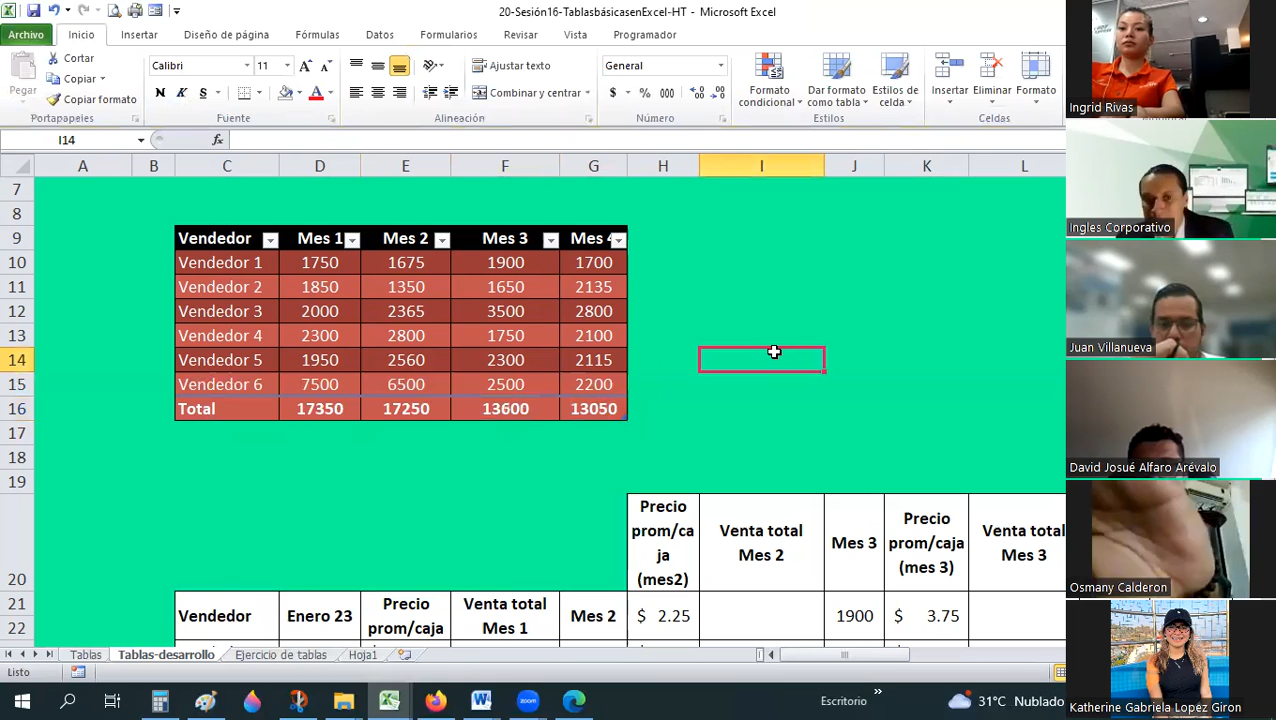 20-Sesión16-TablasbásicasenExcel-HT - Microsoft Excel
Archivo Inicio Insertar Diseño de página Fórmulas Datos Formularios Revisar Vista Programador
Cortar
Copiar
Copiar formato
Pegar
Portapapeles
Calibri 11
N K S
Fuente
Ajustar texto
Combinar y centrar
Alineación
General
$ % 000
Número
Formato condicional
Dar formato como tabla
Estilos de celda
Estilos
Insertar Eliminar Formato
Celdas
I14 fx
A B C D E F G H I J K L
7
8
9 Vendedor Mes 1 Mes 2 Mes 3 Mes 4
10 Vendedor 1 1750 1675 1900 1700
11 Vendedor 2 1850 1350 1650 2135
12 Vendedor 3 2000 2365 3500 2800
13 Vendedor 4 2300 2800 1750 2100
14 Vendedor 5 1950 2560 2300 2115
15 Vendedor 6 7500 6500 2500 2200
16 Total 17350 17250 13600 13050
17
18
19
20
Precio
prom/ca
ja
(mes2)
Venta total
Mes 2
Mes 3
Precio
prom/caja
(mes 3)
Venta total
Mes 3
21
22
Vendedor
Enero 23
Precio
prom/caja
Venta total
Mes 1
Mes 2
$ 2.25
1900
$ 3.75
Tablas Tablas-desarrollo Ejercicio de tablas Hoja1
Listo
Escritorio
31°C Nublado
Ingrid Rivas
Ingles Corporativo
Juan Villanueva
David Josué Alfaro Arévalo
Osmany Calderon
Katherine Gabriela Lopez Giron